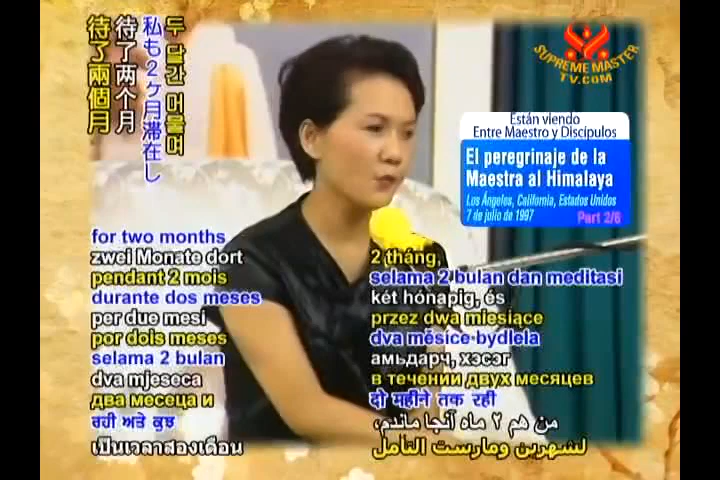 두 달간 머물며
私も2ヶ月滞在し
待了两个月
待了兩個月
SUPREME MASTER
TV.COM
Están viendo
Entre Maestro y Discípulos
El peregrinaje de la
Maestra al Himalaya
Los Ángeles, California, Estados Unidos
7 de julio de 1997
Part 2/6
for two months
zwei Monate dort
pendant 2 mois
durante dos meses
per due mesi
por dois meses
selama 2 bulan
dva mjeseca
два месеца и
ਰਹੀ ਅਤੇ ਕੁਝ
เป็นเวลาสองเดือน
2 tháng,
selama 2 bulan dan meditasi
két hónapig, és
przez dwa miesiące
dva měsíce bydlela
амьдарч, хэсэг
в течении двух месяцев
दो महीने तक रही
من هم ۲ ماه آنجا ماندم،
لشهرين ومارست التأمل